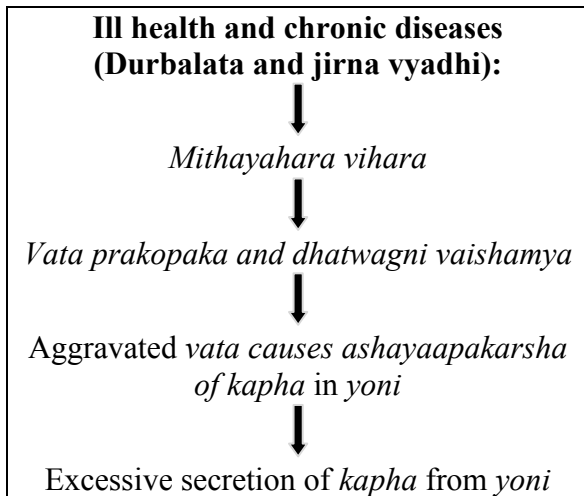 Ill health and chronic diseases
(Durbalata and jirna vyadhi):
Mithayahara vihara
Vata prakopaka and dhatwagni vaishamya
Aggravated vata causes ashayaapakarsha
of kapha in yoni
Excessive secretion of kapha from yoni